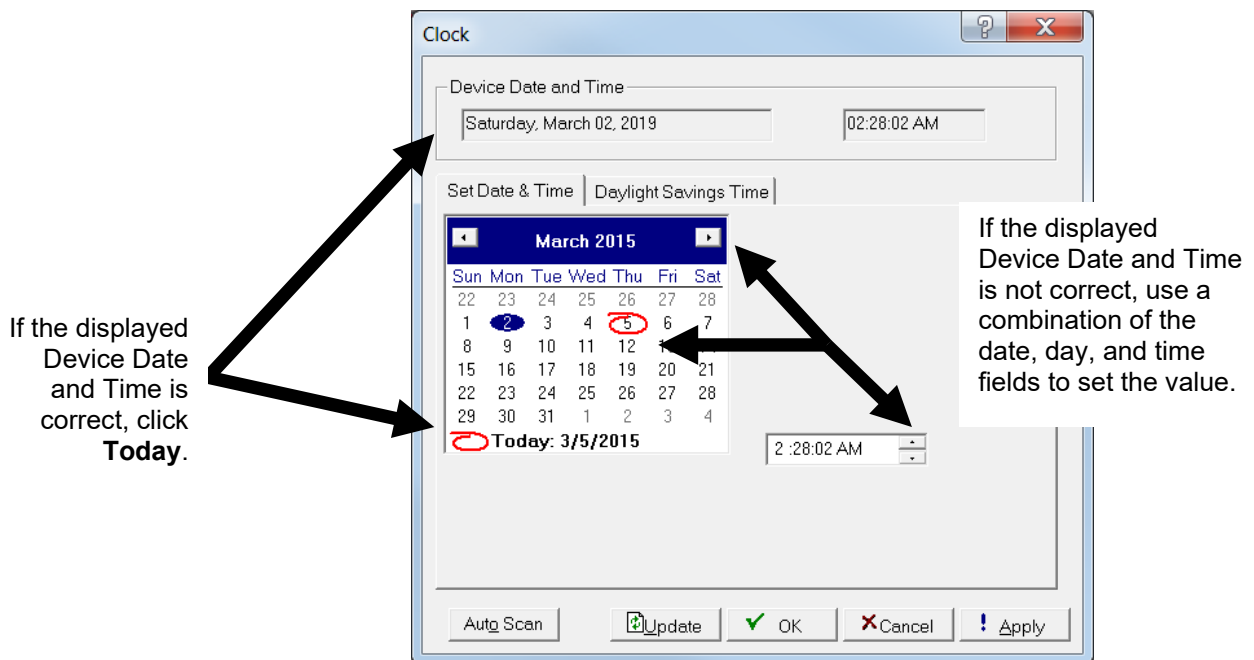 Clock
Device Date and Time
Saturday, March 02, 2019 02:28:02 AM
Set Date & Time Daylight Savings Time
March 2015
Sun Mon Tue Wed Thu Fri Sat
22 23 24 25 26 27 28
1 2 3 4 5 6 7
8 9 10 11 12
15 16 17 18 19 20 21
22 23 24 25 26 27 28
29 30 31 1 2 3 4
Today: 3/5/2015
2 :28:02 AM
Auto Scan Update OK Cancel ! Apply
If the displayed
Device Date
and Time is
correct, click
Today.
If the displayed
Device Date and Time
is not correct, use a
combination of the
date, day, and time
fields to set the value.